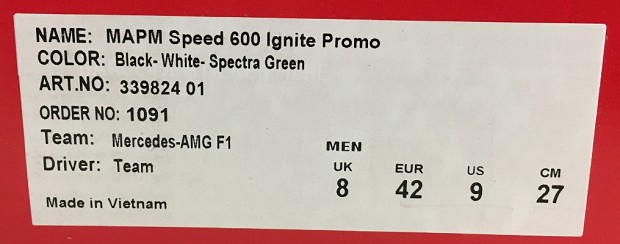 NAME: MAPM Speed 600 Ignite Promo
COLOR: Black- White- Spectra Green
ART.NO: 339824 01
ORDER NO: 1091
Team: Mercedes-AMG F1
Driver: Team
MEN
UK EUR US CM
8 42 9 27
Made in Vietnam